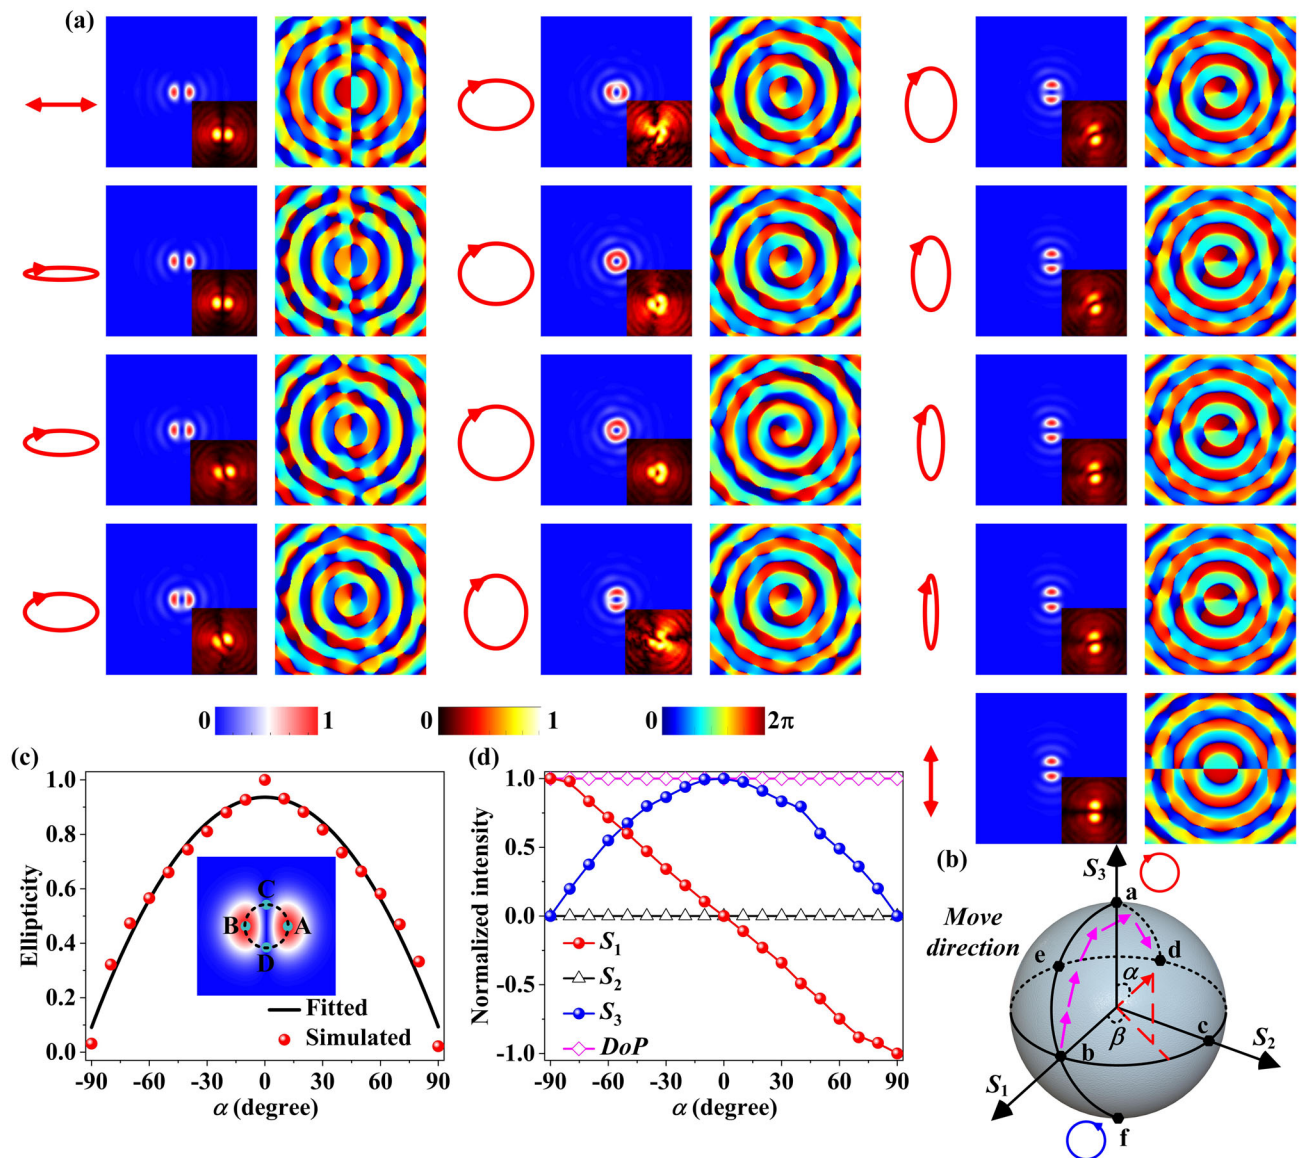 (a)
0 1 0 1 0 2π
(c)
Ellipticity
1.0
0.8
0.6
0.4
0.2
0.0
-90 -60 -30 0 30 60 90
α (degree)
C
B A
D
Fitted
Simulated
(d)
Normalized intensity
1.0
0.5
0.0
-0.5
-1.0
-90 -60 -30 0 30 60 90
α (degree)
S1
S2
S3
DoP
(b)
S3
a
Move
direction
e
d
α
β
b
c
S2
S1
f